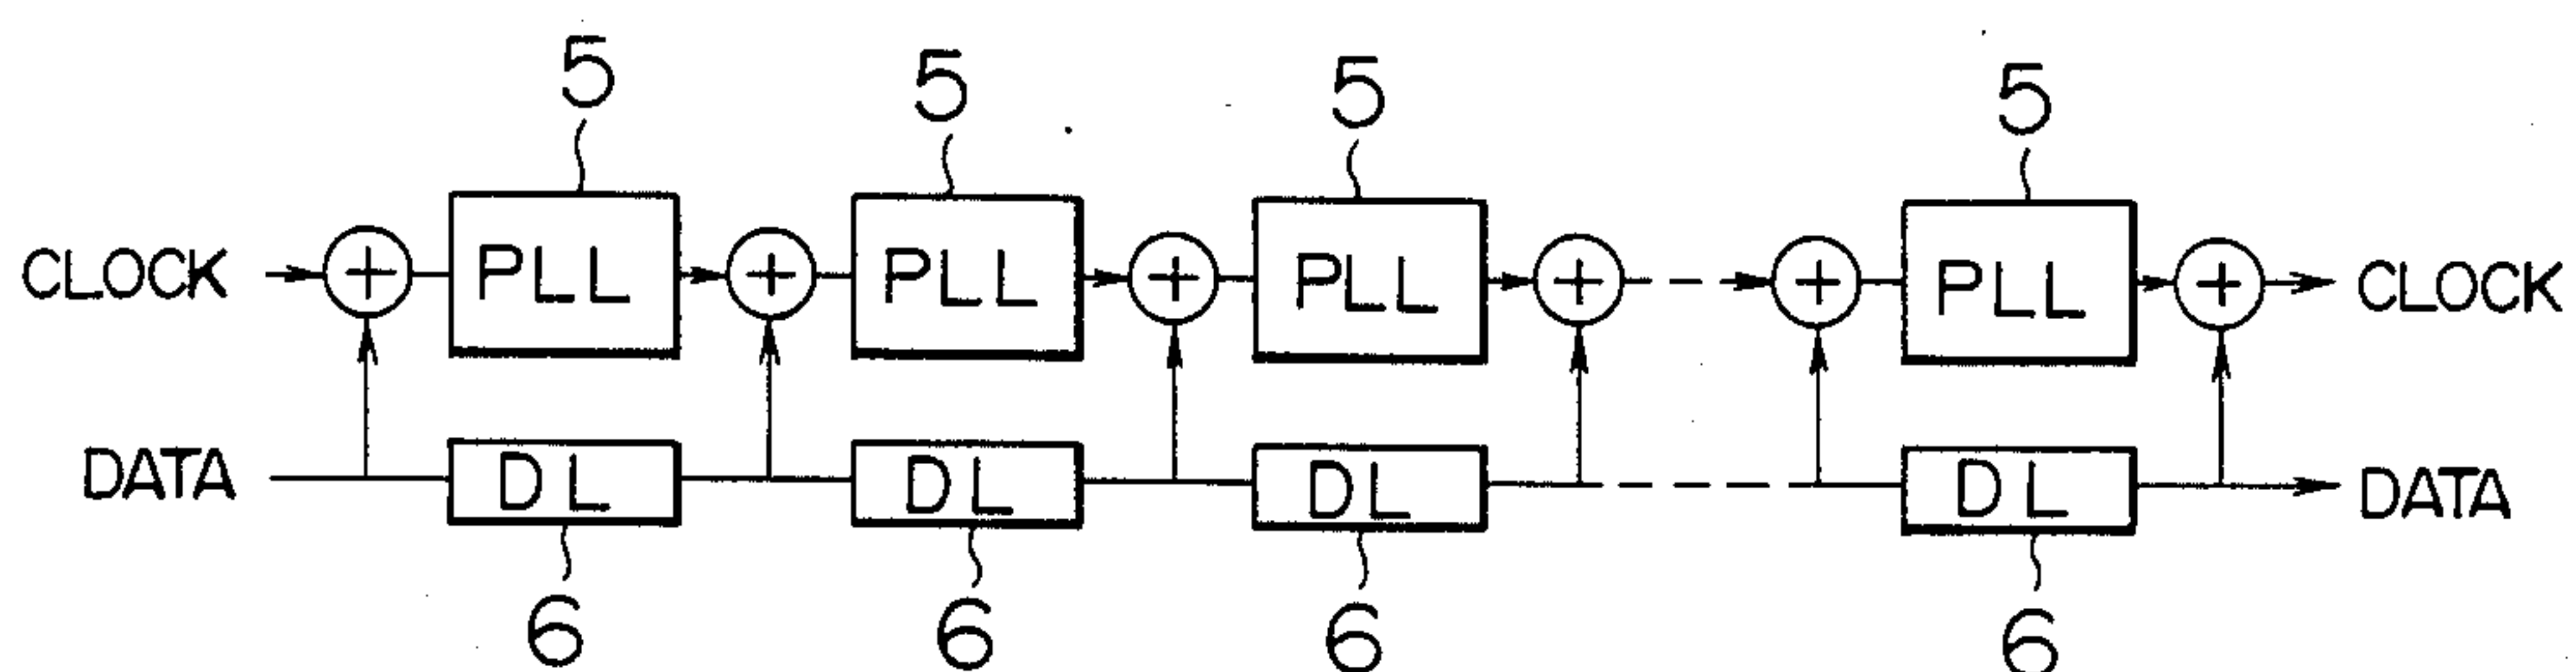 5 5 5 5
CLOCK + PLL + PLL + PLL + + PLL + CLOCK
DATA DL DL DL DL DATA
6 6 6 6